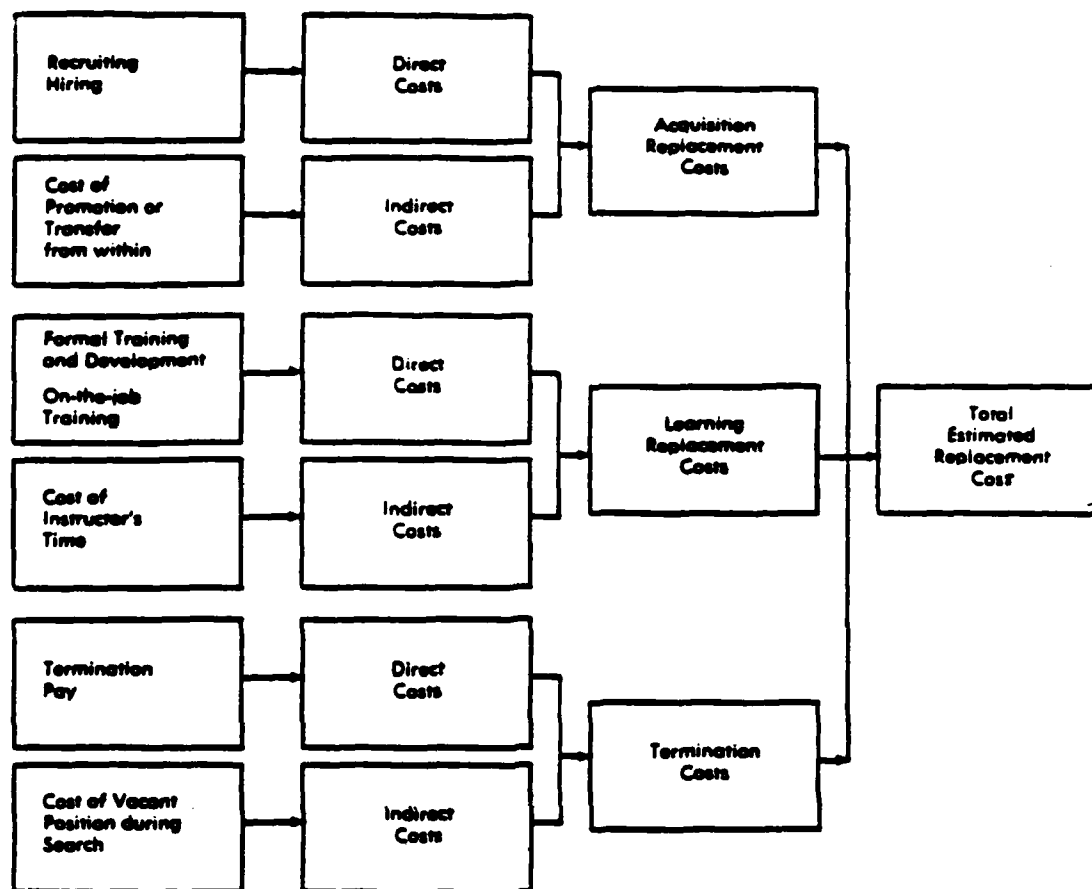 Recruiting
Hiring
Direct
Costs
Acquisition
Replacement
Costs
Cost of
Promotion or
Transfer
from within
Indirect
Costs
Formal Training
and Development
On-the-job
Training
Direct
Costs
Learning
Replacement
Costs
Total
Estimated
Replacement
Cost
Cost of
Instructor's
Time
Indirect
Costs
Termination
Pay
Direct
Costs
Termination
Costs
Cost of Vacant
Position during
Search
Indirect
Costs